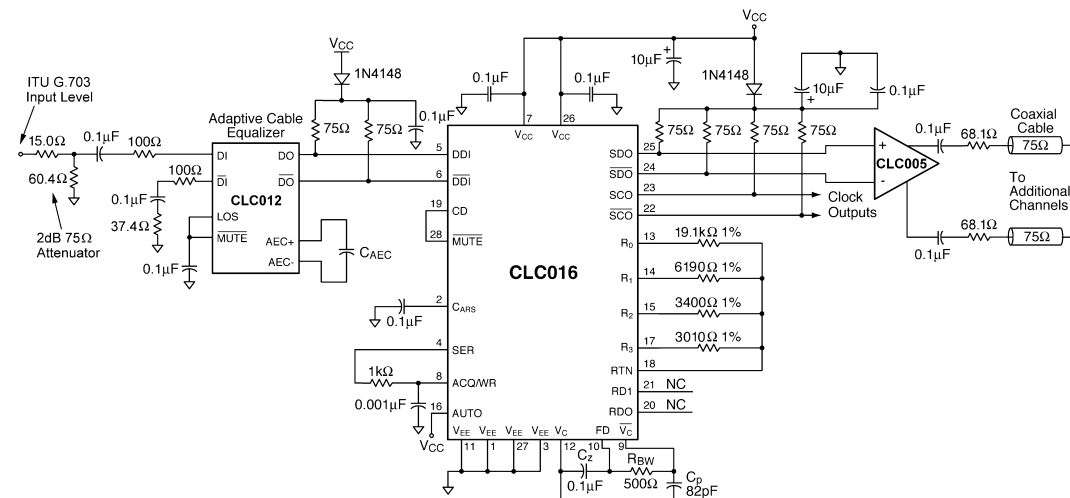 VCC
VCC
ITU G.703
Input Level
15.0Ω
0.1µF
100Ω
60.4Ω
2dB 75Ω
Attenuator
100Ω
0.1µF
37.4Ω
0.1µF
Adaptive Cable
Equalizer
DI
DI
LOS
MUTE
CLC012
DO
DO
AEC+
AEC-
CAEC
1N4148
75Ω
75Ω
0.1µF
0.1µF
0.1µF
10µF
+
1N4148
10µF
+
0.1µF
75Ω
75Ω
75Ω
75Ω
7
26
VCC
VCC
5
DDI
6
DDI
19
CD
28
MUTE
CLC016
2
CARS
0.1µF
4
SER
1kΩ
8
ACQ/WR
0.001µF
16
AUTO
VCC
VEE
VEE
VEE
VEE
VC
FD
VC
11
1
27
3
12
10
9
25
SDO
24
SDO
23
SCO
22
SCO
Clock
Outputs
13
R0
19.1kΩ 1%
14
R1
6190Ω 1%
15
R2
3400Ω 1%
17
R3
3010Ω 1%
18
RTN
21
RD1
NC
20
RDO
NC
CZ
0.1µF
RBW
500Ω
CP
82pF
+
-
CLC005
0.1µF
68.1Ω
Coaxial
Cable
75Ω
To
Additional
Channels
0.1µF
68.1Ω
75Ω